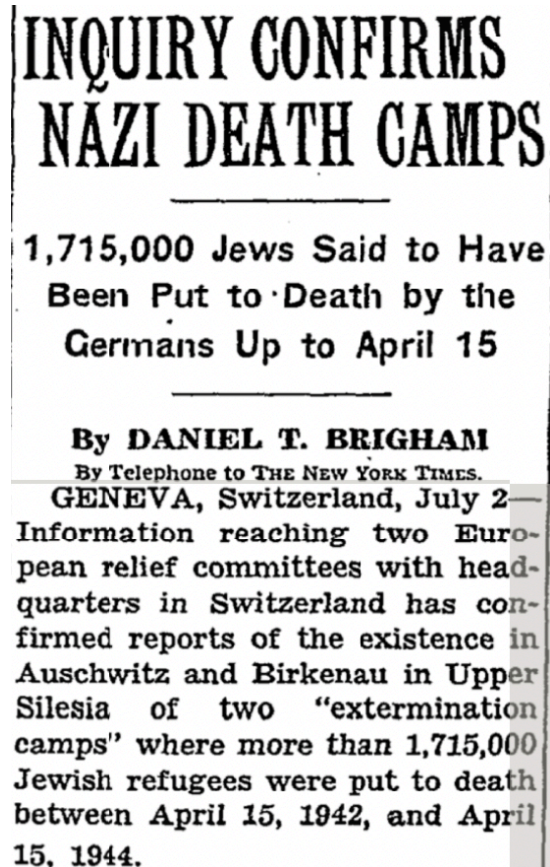 INQUIRY CONFIRMS
NAZI DEATH CAMPS
1,715,000 Jews Said to Have
Been Put to Death by the
Germans Up to April 15
By DANIEL T. BRIGHAM
By Telephone to THE NEW YORK TIMES.
GENEVA, Switzerland, July 2—
Information reaching two Euro-
pean relief committees with head-
quarters in Switzerland has con-
firmed reports of the existence in
Auschwitz and Birkenau in Upper
Silesia of two “extermination
camps” where more than 1,715,000
Jewish refugees were put to death
between April 15, 1942, and April
15, 1944.